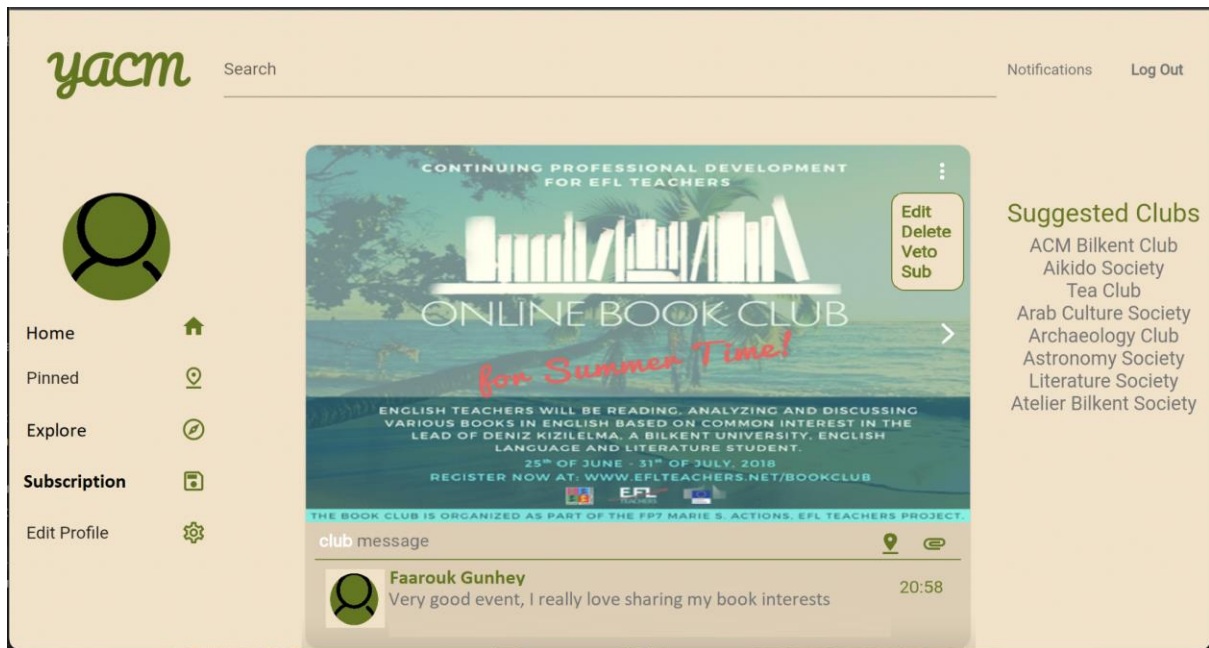 yacm
Search
Notifications
Log Out
Home
Pinned
Explore
Subscription
Edit Profile
CONTINUING PROFESSIONAL DEVELOPMENT
FOR EFL TEACHERS
Edit
Delete
Veto
Sub
ONLINE BOOK CLUB
for Summer Time!
ENGLISH TEACHERS WILL BE READING, ANALYZING AND DISCUSSING
VARIOUS BOOKS IN ENGLISH BASED ON COMMON INTEREST IN THE
LEAD OF DENIZ KIZILELMA, A BILKENT UNIVERSITY, ENGLISH
LANGUAGE AND LITERATURE STUDENT.
25th OF JUNE - 31st OF JULY, 2018
REGISTER NOW AT: WWW.EFLTEACHERS.NET/BOOKCLUB
EFL
TEACHERS
THE BOOK CLUB IS ORGANIZED AS PART OF THE FP7 MARIE S. ACTIONS, EFL TEACHERS PROJECT.
club message
Faarouk Gunhey
Very good event, I really love sharing my book interests
20:58
Suggested Clubs
ACM Bilkent Club
Aikido Society
Tea Club
Arab Culture Society
Archaeology Club
Astronomy Society
Literature Society
Atelier Bilkent Society